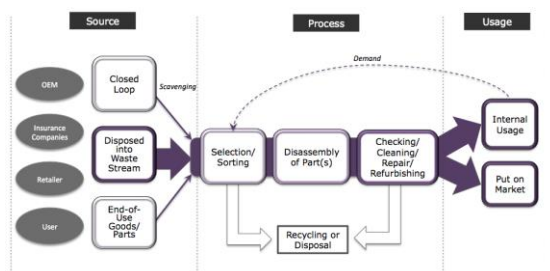 Source
Process
Usage
OEM
Insurance
Companies
Retailer
User
Closed
Loop
Disposed
into
Waste
Stream
End-of-
Use
Goods/
Parts
Scavenging
Demand
Selection/
Sorting
Disassembly
of Part(s)
Checking/
Cleaning/
Repair/
Refurbishing
Recycling or
Disposal
Internal
Usage
Put on
Market